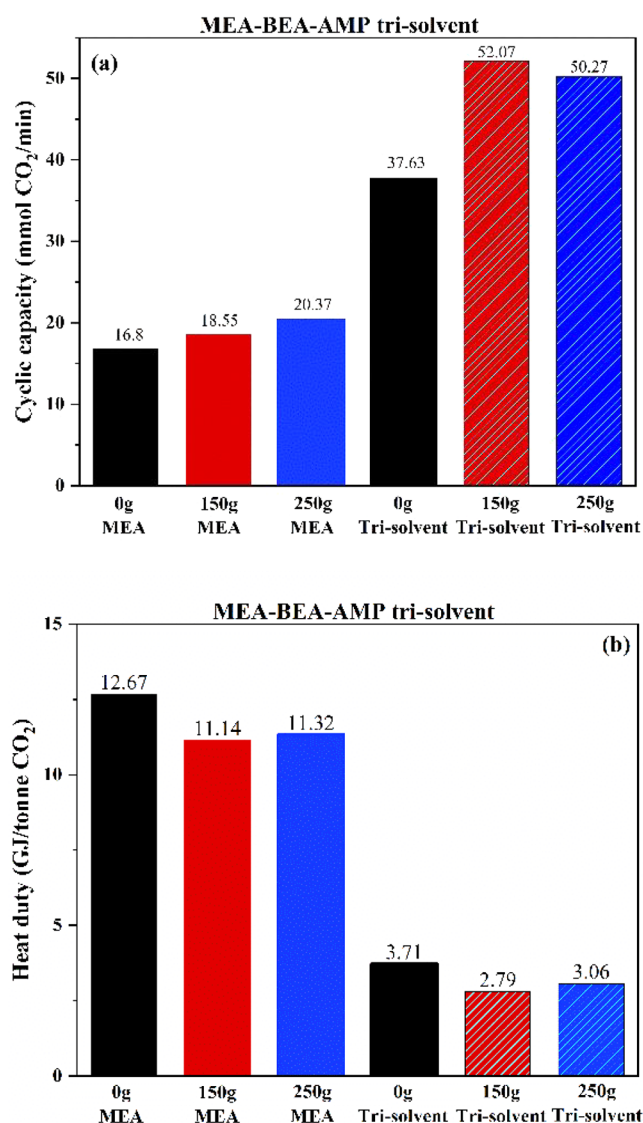 MEA-BEA-AMP tri-solvent
(a)
Cyclic capacity (mmol CO₂/min)
50
40
30
20
10
0
16.8
18.55
20.37
37.63
52.07
50.27
0g 150g 250g 0g 150g 250g
MEA MEA MEA Tri-solvent Tri-solvent Tri-solvent
MEA-BEA-AMP tri-solvent
(b)
Heat duty (GJ/tonne CO₂)
15
10
5
0
12.67
11.14
11.32
3.71
2.79
3.06
0g 150g 250g 0g 150g 250g
MEA MEA MEA Tri-solvent Tri-solvent Tri-solvent